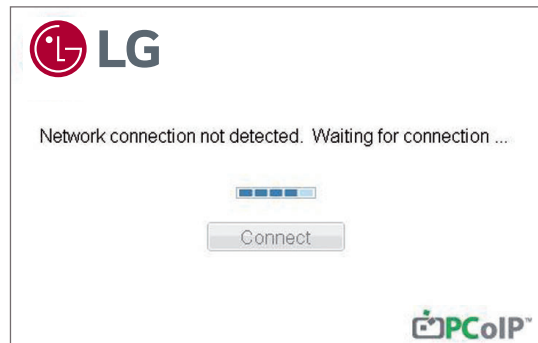 LG
Network connection not detected. Waiting for connection ...
Connect
PCoIP™